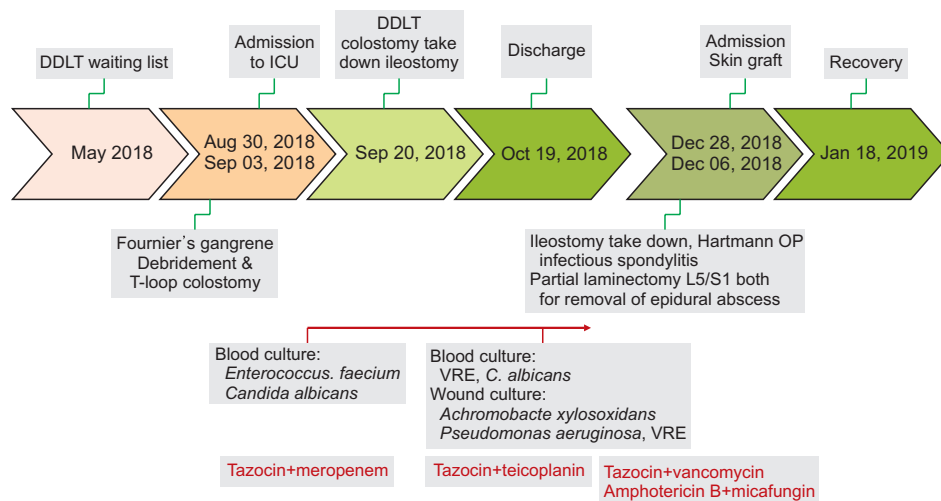 DDLT waiting list
Admission
to ICU
DDLT
colostomy take
down ileostomy
Discharge
Admission
Skin graft
Recovery
May 2018
Aug 30, 2018
Sep 03, 2018
Sep 20, 2018
Oct 19, 2018
Dec 28, 2018
Dec 06, 2018
Jan 18, 2019
Fournier's gangrene
Debridement &
T-loop colostomy
Ileostomy take down, Hartmann OP
infectious spondylitis
Partial laminectomy L5/S1 both
for removal of epidural abscess
Blood culture:
Enterococcus. faecium
Candida albicans
Blood culture:
VRE, C. albicans
Wound culture:
Achromobacte xylosoxidans
Pseudomonas aeruginosa, VRE
Tazocin+meropenem
Tazocin+teicoplanin
Tazocin+vancomycin
Amphotericin B+micafungin